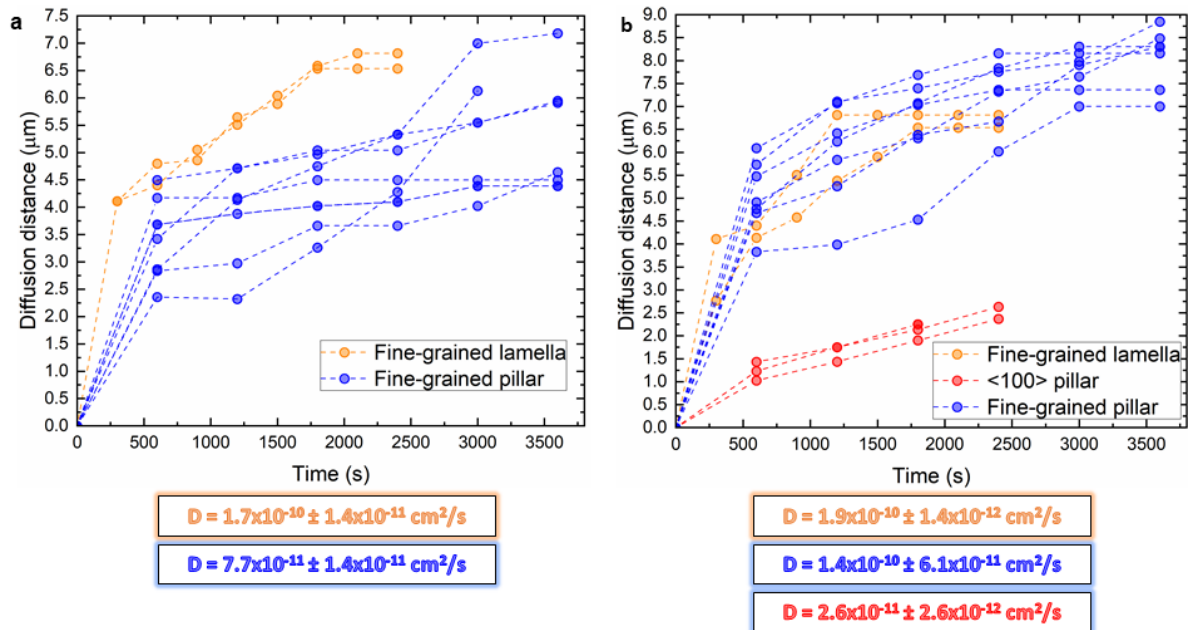 a
7.5
7.0
6.5
6.0
5.5
5.0
4.5
4.0
3.5
3.0
2.5
2.0
1.5
1.0
0.5
0.0
Diffusion distance (μm)
0 500 1000 1500 2000 2500 3000 3500
Time (s)
Fine-grained lamella
Fine-grained pillar
D = 1.7x10⁻¹⁰ ± 1.4x10⁻¹¹ cm²/s
D = 7.7x10⁻¹¹ ± 1.4x10⁻¹¹ cm²/s
b
9.0
8.5
8.0
7.5
7.0
6.5
6.0
5.5
5.0
4.5
4.0
3.5
3.0
2.5
2.0
1.5
1.0
0.5
0.0
Diffusion distance (μm)
0 500 1000 1500 2000 2500 3000 3500
Time (s)
Fine-grained lamella
<100> pillar
Fine-grained pillar
D = 1.9x10⁻¹⁰ ± 1.4x10⁻¹² cm²/s
D = 1.4x10⁻¹⁰ ± 6.1x10⁻¹¹ cm²/s
D = 2.6x10⁻¹¹ ± 2.6x10⁻¹² cm²/s